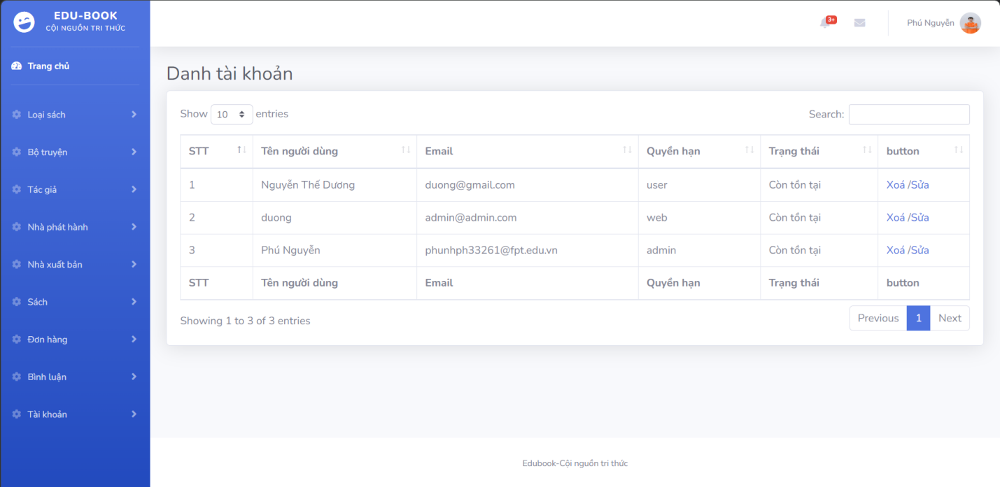 EDU-BOOK
CỘI NGUỒN TRI THỨC
3+
Phú Nguyễn
Trang chủ
Loại sách
Bộ truyện
Tác giả
Nhà phát hành
Nhà xuất bản
Sách
Đơn hàng
Bình luận
Tài khoản
Danh tài khoản
Show 10 entries
Search:
STT Tên người dùng Email Quyền hạn Trạng thái button
1 Nguyễn Thế Dương duong@gmail.com user Còn tồn tại Xoá /Sửa
2 duong admin@admin.com web Còn tồn tại Xoá /Sửa
3 Phú Nguyễn phunhph33261@fpt.edu.vn admin Còn tồn tại Xoá /Sửa
STT Tên người dùng Email Quyền hạn Trạng thái button
Showing 1 to 3 of 3 entries
Previous 1 Next
Edubook-Cội nguồn tri thức